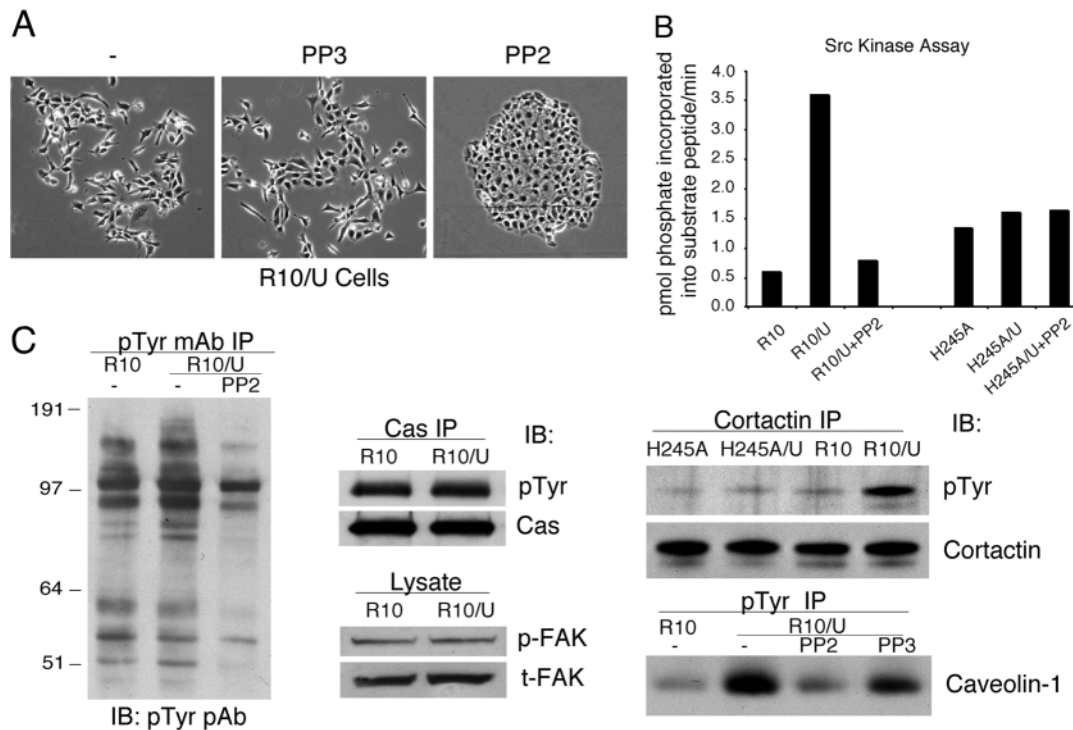 A
- PP3 PP2
R10/U Cells
B
Src Kinase Assay
pmol phosphate incorporated
into substrate peptide/min
4.0
3.5
3.0
2.5
2.0
1.5
1.0
0.5
0.0
R10
R10/U
R10/U+PP2
H245A
H245A/U
H245A/U+PP2
C
pTyr mAb IP
R10 R10/U
- - PP2
191
97
64
51
IB: pTyr pAb
Cas IP IB:
R10 R10/U
pTyr
Cas
Lysate
R10 R10/U
p-FAK
t-FAK
Cortactin IP IB:
H245A H245A/U R10 R10/U
pTyr
Cortactin
pTyr IP
R10 R10/U
- - PP2 PP3
Caveolin-1